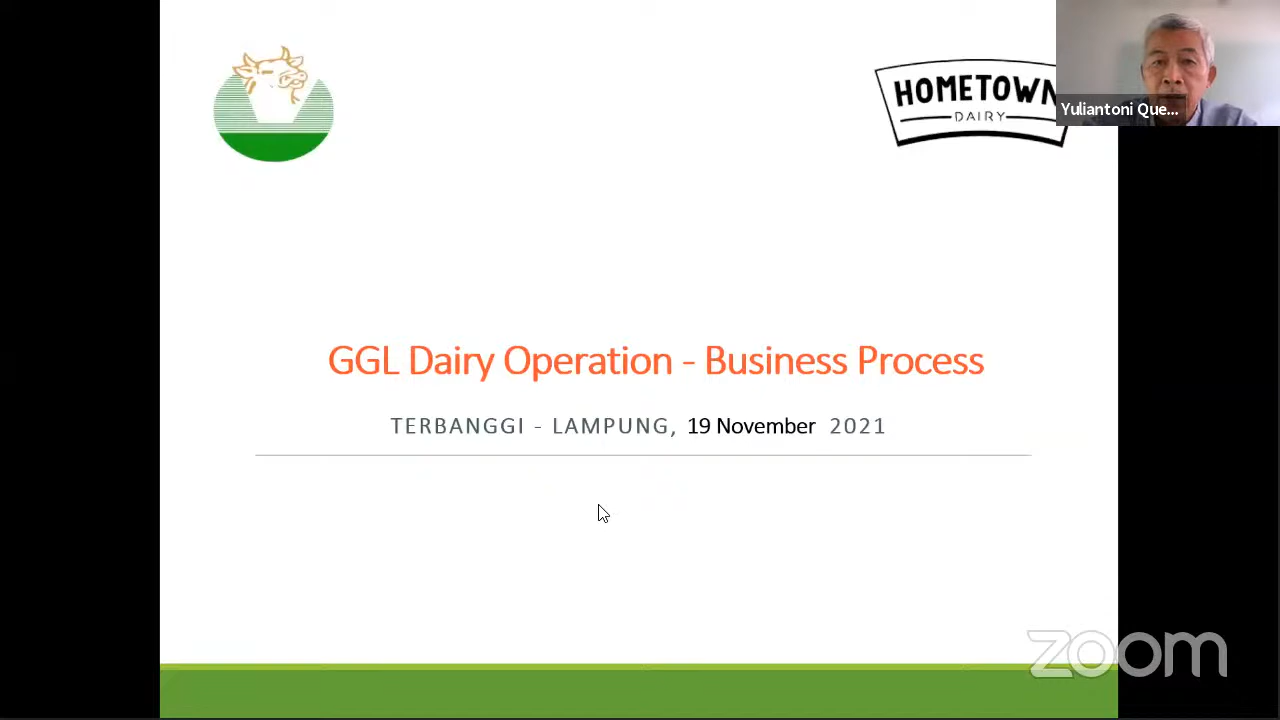 HOMETOWN
DAIRY
Yuliantoni Que...
GGL Dairy Operation - Business Process
TERBANGGI - LAMPUNG, 19 November 2021
zoom